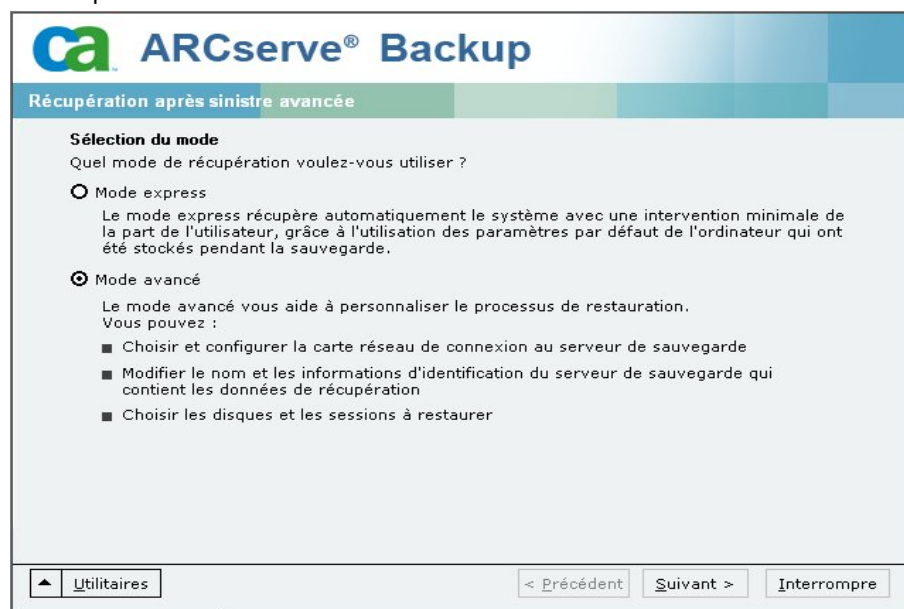 ca ARCserve® Backup
Récupération après sinistre avancée
Sélection du mode
Quel mode de récupération voulez-vous utiliser ?
Mode express
Le mode express récupère automatiquement le système avec une intervention minimale de
la part de l'utilisateur, grâce à l'utilisation des paramètres par défaut de l'ordinateur qui ont
été stockés pendant la sauvegarde.
Mode avancé
Le mode avancé vous aide à personnaliser le processus de restauration.
Vous pouvez :
Choisir et configurer la carte réseau de connexion au serveur de sauvegarde
Modifier le nom et les informations d'identification du serveur de sauvegarde qui
contient les données de récupération
Choisir les disques et les sessions à restaurer
Utilitaires < Précédent Suivant > Interrompre